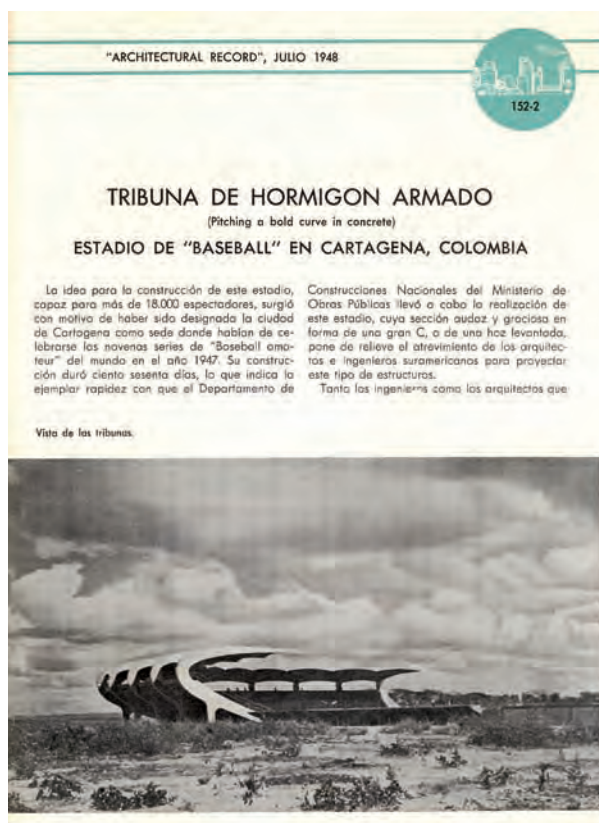 "ARCHITECTURAL RECORD", JULIO 1948
152-2
TRIBUNA DE HORMIGON ARMADO
(Pitching a bold curve in concrete)
ESTADIO DE "BASEBALL" EN CARTAGENA, COLOMBIA
La idea para la construcción de este estadio,
capaz para más de 18.000 espectadores, surgió
con motivo de haber sido designada la ciudad
de Cartagena como sede donde habían de ce-
lebrarse las novenas series de "Baseball ama-
teur" del mundo en el año 1947. Su construc-
ción duró ciento sesenta días, lo que indica la
ejemplar rapidez con que el Departamento de
Construcciones Nacionales del Ministerio de
Obras Públicas llevó a cabo la realización de
este estadio, cuya sección audaz y graciosa en
forma de una gran C, o de una hoz levantada,
pone de relieve el atrevimiento de los arquitec-
tos e ingenieros suramericanos para proyectar
este tipo de estructuras.
Tanto los ingenieros como los arquitectos que
Vista de las tribunas.